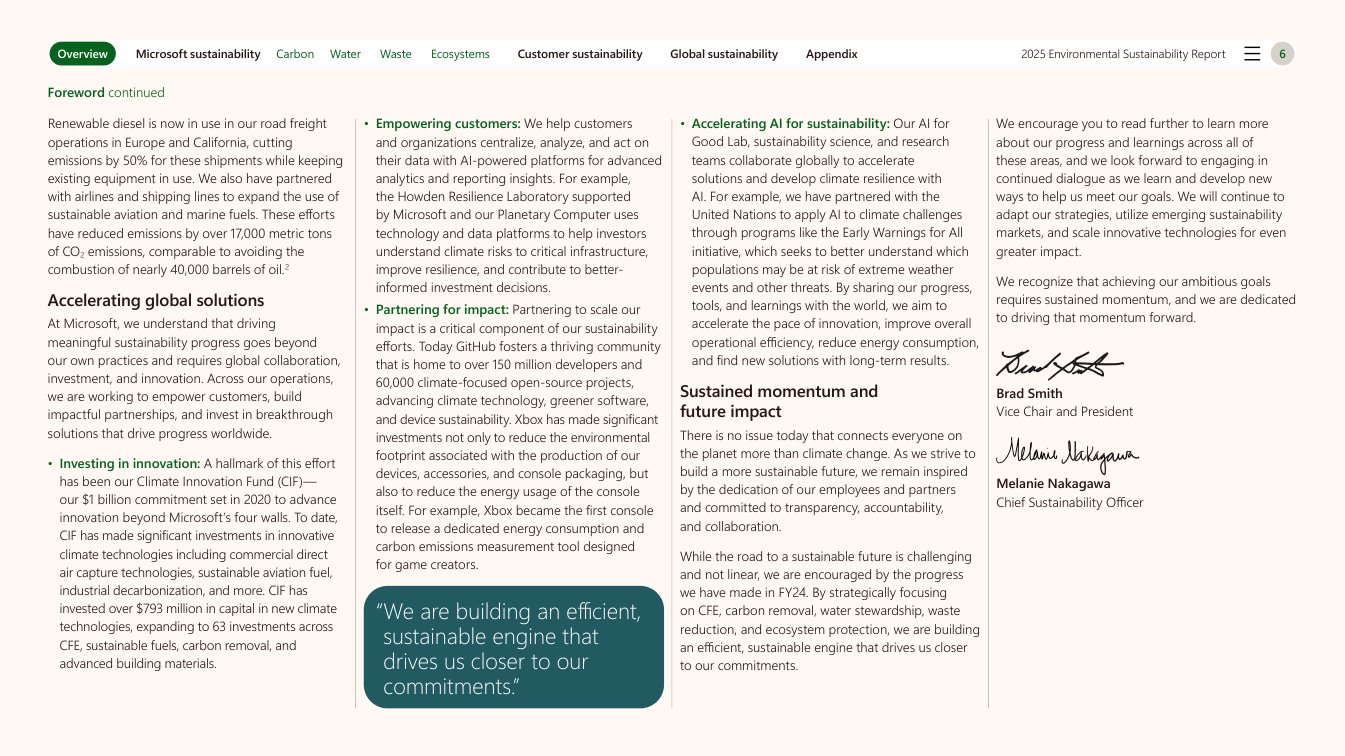 Overview Microsoft sustainability Carbon Water Waste Ecosystems Customer sustainability Global sustainability Appendix 2025 Environmental Sustainability Report 6
Foreword continued
Renewable diesel is now in use in our road freight
operations in Europe and California, cutting
emissions by 50% for these shipments while keeping
existing equipment in use. We also have partnered
with airlines and shipping lines to expand the use of
sustainable aviation and marine fuels. These efforts
have reduced emissions by over 17,000 metric tons
of CO₂ emissions, comparable to avoiding the
combustion of nearly 40,000 barrels of oil.²
Accelerating global solutions
At Microsoft, we understand that driving
meaningful sustainability progress goes beyond
our own practices and requires global collaboration,
investment, and innovation. Across our operations,
we are working to empower customers, build
impactful partnerships, and invest in breakthrough
solutions that drive progress worldwide.
• Investing in innovation: A hallmark of this effort
has been our Climate Innovation Fund (CIF)—
our $1 billion commitment set in 2020 to advance
innovation beyond Microsoft's four walls. To date,
CIF has made significant investments in innovative
climate technologies including commercial direct
air capture technologies, sustainable aviation fuel,
industrial decarbonization, and more. CIF has
invested over $793 million in capital in new climate
technologies, expanding to 63 investments across
CFE, sustainable fuels, carbon removal, and
advanced building materials.
• Empowering customers: We help customers
and organizations centralize, analyze, and act on
their data with AI-powered platforms for advanced
analytics and reporting insights. For example,
the Howden Resilience Laboratory supported
by Microsoft and our Planetary Computer uses
technology and data platforms to help investors
understand climate risks to critical infrastructure,
improve resilience, and contribute to better-
informed investment decisions.
• Partnering for impact: Partnering to scale our
impact is a critical component of our sustainability
efforts. Today GitHub fosters a thriving community
that is home to over 150 million developers and
60,000 climate-focused open-source projects,
advancing climate technology, greener software,
and device sustainability. Xbox has made significant
investments not only to reduce the environmental
footprint associated with the production of our
devices, accessories, and console packaging, but
also to reduce the energy usage of the console
itself. For example, Xbox became the first console
to release a dedicated energy consumption and
carbon emissions measurement tool designed
for game creators.
“We are building an efficient,
sustainable engine that
drives us closer to our
commitments.”
• Accelerating AI for sustainability: Our AI for
Good Lab, sustainability science, and research
teams collaborate globally to accelerate
solutions and develop climate resilience with
AI. For example, we have partnered with the
United Nations to apply AI to climate challenges
through programs like the Early Warnings for All
initiative, which seeks to better understand which
populations may be at risk of extreme weather
events and other threats. By sharing our progress,
tools, and learnings with the world, we aim to
accelerate the pace of innovation, improve overall
operational efficiency, reduce energy consumption,
and find new solutions with long-term results.
Sustained momentum and
future impact
There is no issue today that connects everyone on
the planet more than climate change. As we strive to
build a more sustainable future, we remain inspired
by the dedication of our employees and partners
and committed to transparency, accountability,
and collaboration.
While the road to a sustainable future is challenging
and not linear, we are encouraged by the progress
we have made in FY24. By strategically focusing
on CFE, carbon removal, water stewardship, waste
reduction, and ecosystem protection, we are building
an efficient, sustainable engine that drives us closer
to our commitments.
We encourage you to read further to learn more
about our progress and learnings across all of
these areas, and we look forward to engaging in
continued dialogue as we learn and develop new
ways to help us meet our goals. We will continue to
adapt our strategies, utilize emerging sustainability
markets, and scale innovative technologies for even
greater impact.
We recognize that achieving our ambitious goals
requires sustained momentum, and we are dedicated
to driving that momentum forward.
Brad Smith
Brad Smith
Vice Chair and President
Melanie Nakagawa
Melanie Nakagawa
Chief Sustainability Officer